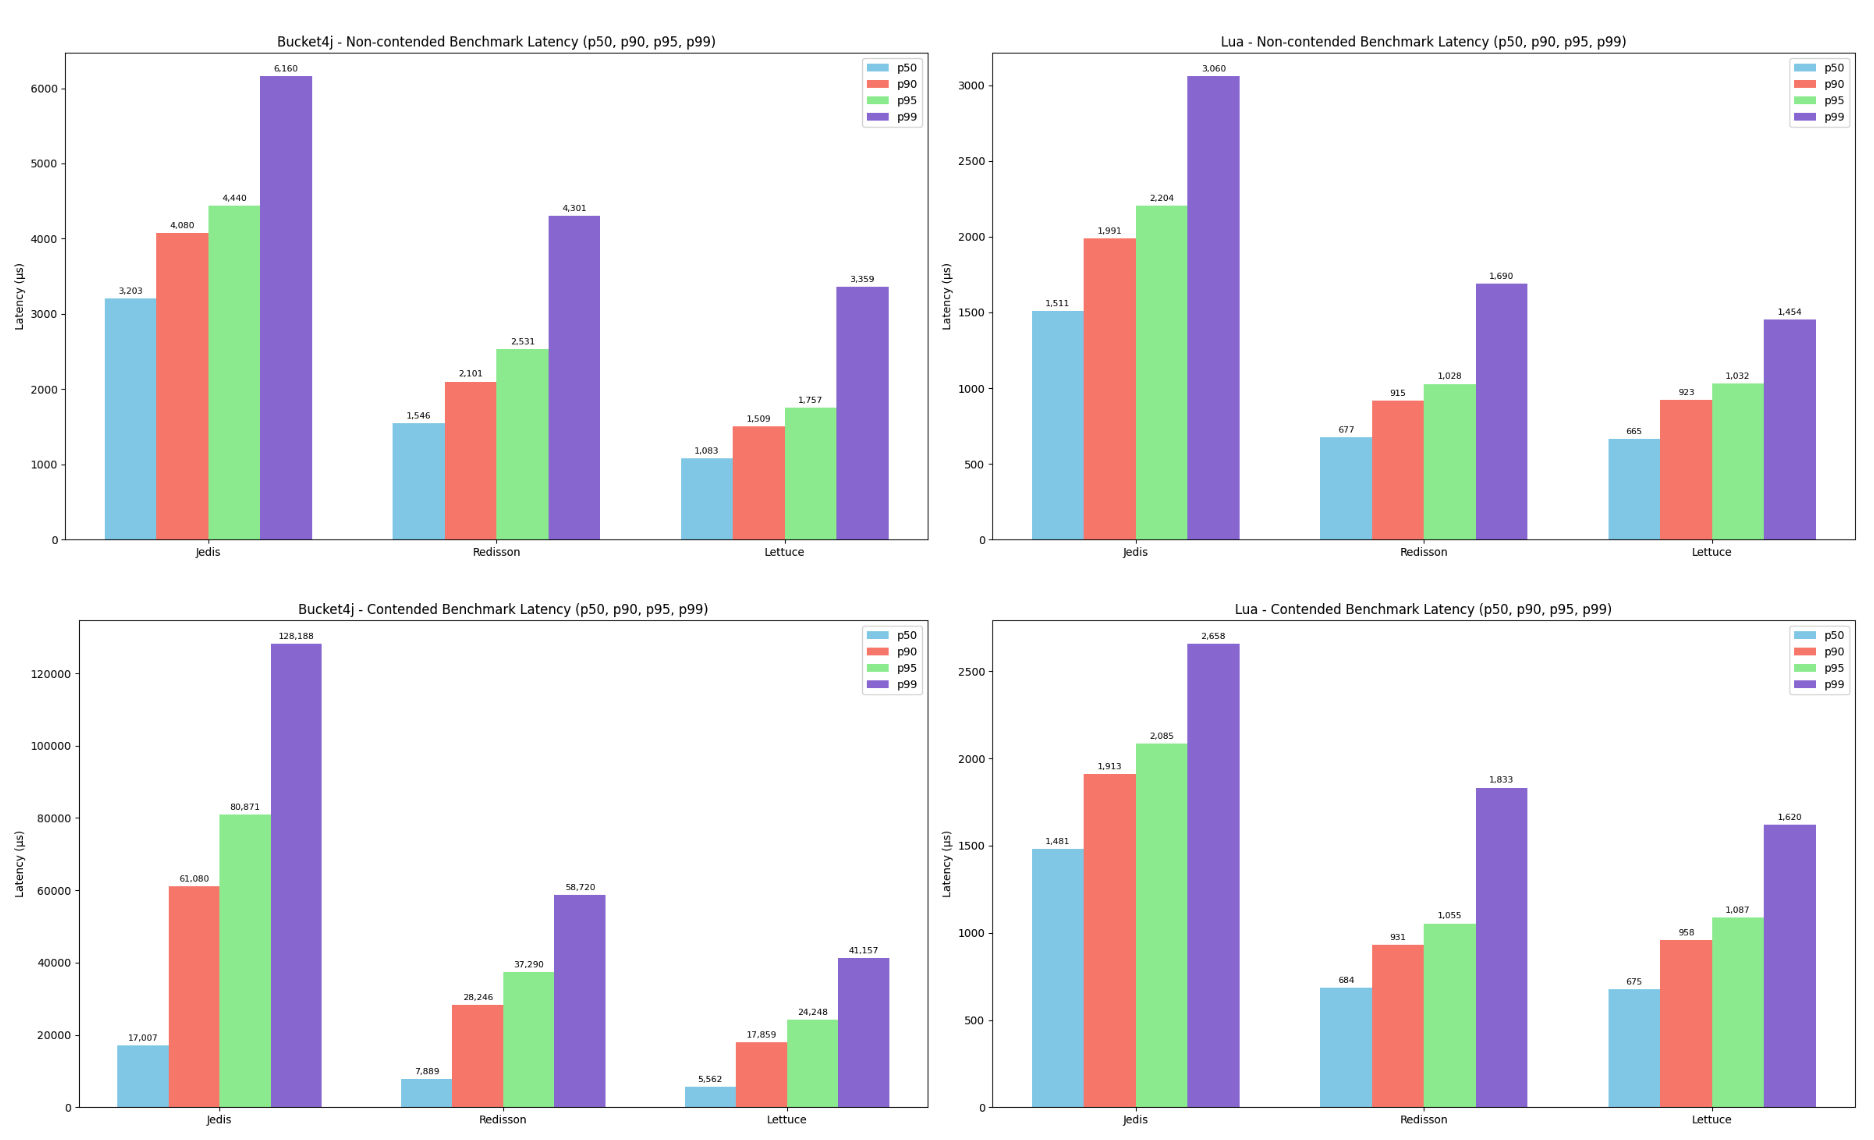 Bucket4j - Non-contended Benchmark Latency (p50, p90, p95, p99)
Latency (µs)
6000
5000
4000
3000
2000
1000
0
3,203
4,080
4,440
6,160
1,546
2,101
2,531
4,301
1,083
1,509
1,757
3,359
p50
p90
p95
p99
Jedis
Redisson
Lettuce
Lua - Non-contended Benchmark Latency (p50, p90, p95, p99)
Latency (µs)
3000
2500
2000
1500
1000
500
0
1,511
1,991
2,204
3,060
677
915
1,028
1,690
665
923
1,032
1,454
p50
p90
p95
p99
Jedis
Redisson
Lettuce
Bucket4j - Contended Benchmark Latency (p50, p90, p95, p99)
Latency (µs)
120000
100000
80000
60000
40000
20000
0
17,007
61,080
80,871
128,188
7,889
28,246
37,290
58,720
5,562
17,859
24,248
41,157
p50
p90
p95
p99
Jedis
Redisson
Lettuce
Lua - Contended Benchmark Latency (p50, p90, p95, p99)
Latency (µs)
2500
2000
1500
1000
500
0
1,481
1,913
2,085
2,658
684
931
1,055
1,833
675
958
1,087
1,620
p50
p90
p95
p99
Jedis
Redisson
Lettuce